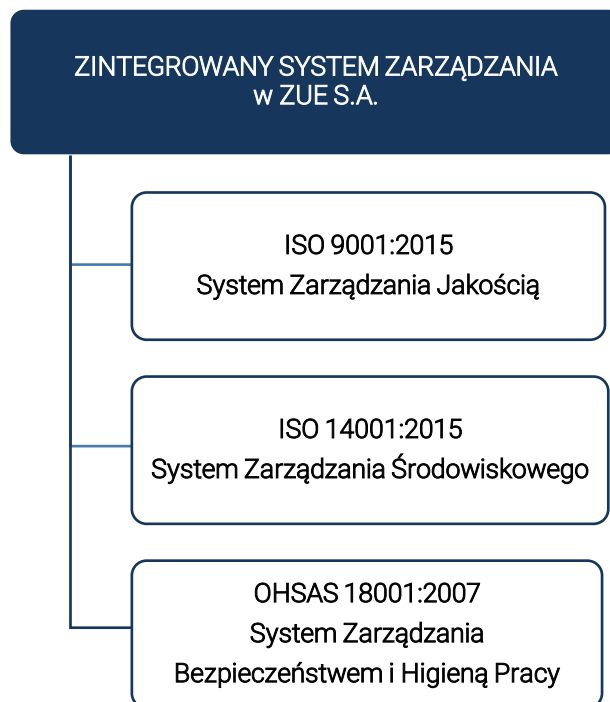 ZINTEGROWANY SYSTEM ZARZĄDZANIA
w ZUE S.A.
ISO 9001:2015
System Zarządzania Jakością
ISO 14001:2015
System Zarządzania Środowiskowego
OHSAS 18001:2007
System Zarządzania
Bezpieczeństwem i Higieną Pracy